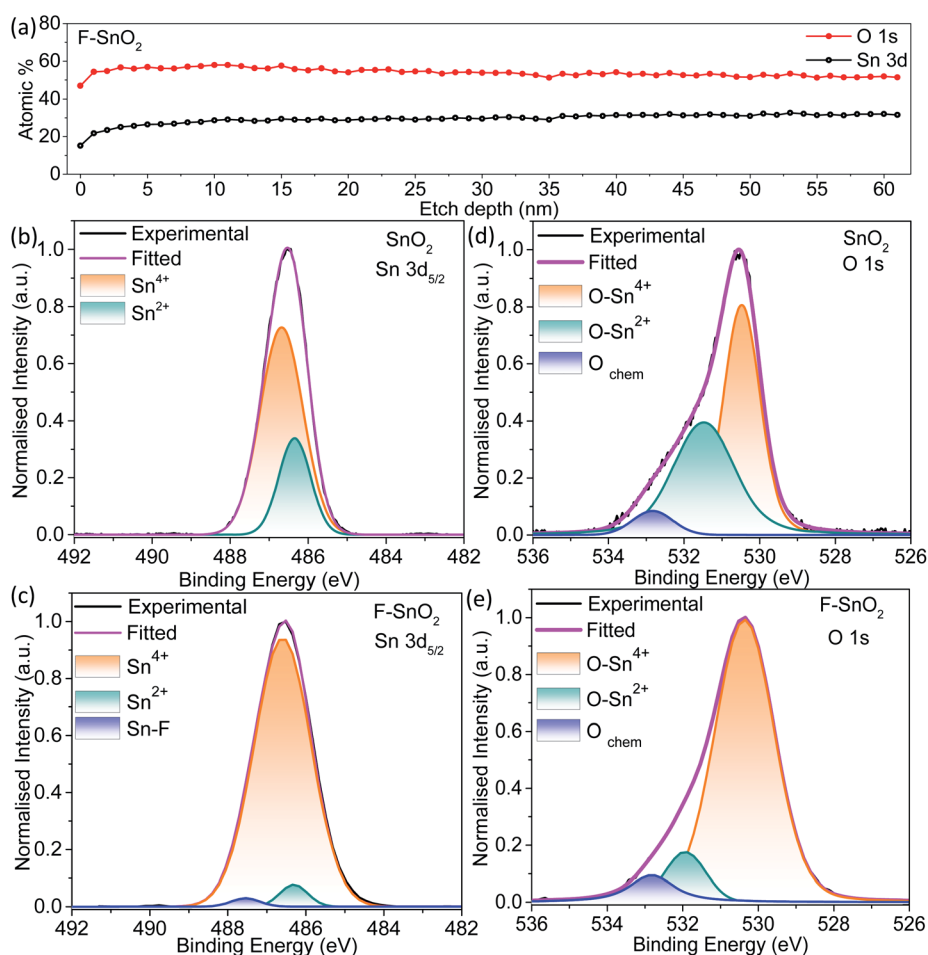 (a)
F-SnO2
O 1s
Sn 3d
Atomic %
80
60
40
20
0
0 5 10 15 20 25 30 35 40 45 50 55 60
Etch depth (nm)
(b)
Experimental
Fitted
Sn4+
Sn2+
SnO2
Sn 3d5/2
Normalised Intensity (a.u.)
1.0
0.8
0.6
0.4
0.2
0.0
492 490 488 486 484 482
Binding Energy (eV)
(d)
Experimental
Fitted
O-Sn4+
O-Sn2+
O chem
SnO2
O 1s
Normalised Intensity (a.u.)
1.0
0.8
0.6
0.4
0.2
0.0
536 534 532 530 528 526
Binding Energy (eV)
(c)
Experimental
Fitted
Sn4+
Sn2+
Sn-F
F-SnO2
Sn 3d5/2
Normalised Intensity (a.u.)
1.0
0.8
0.6
0.4
0.2
0.0
492 490 488 486 484 482
Binding Energy (eV)
(e)
Experimental
Fitted
O-Sn4+
O-Sn2+
O chem
F-SnO2
O 1s
Normalised Intensity (a.u.)
1.0
0.8
0.6
0.4
0.2
0.0
536 534 532 530 528 526
Binding Energy (eV)